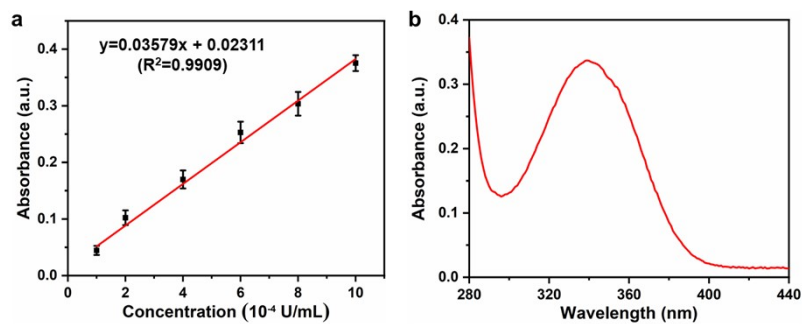 a
y=0.03579x + 0.02311
(R²=0.9909)
Absorbance (a.u.)
0.4
0.3
0.2
0.1
0.0
0 2 4 6 8 10
Concentration (10⁻⁴ U/mL)
b
Absorbance (a.u.)
0.4
0.3
0.2
0.1
0.0
280 320 360 400 440
Wavelength (nm)